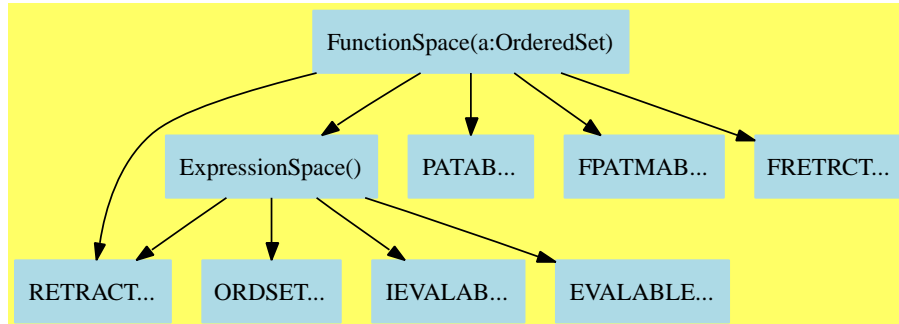 FunctionSpace(a:OrderedSet)
ExpressionSpace()
PATAB...
FPATMAB...
FRETRCT...
RETRACT...
ORDSET...
IEVALAB...
EVALABLE...